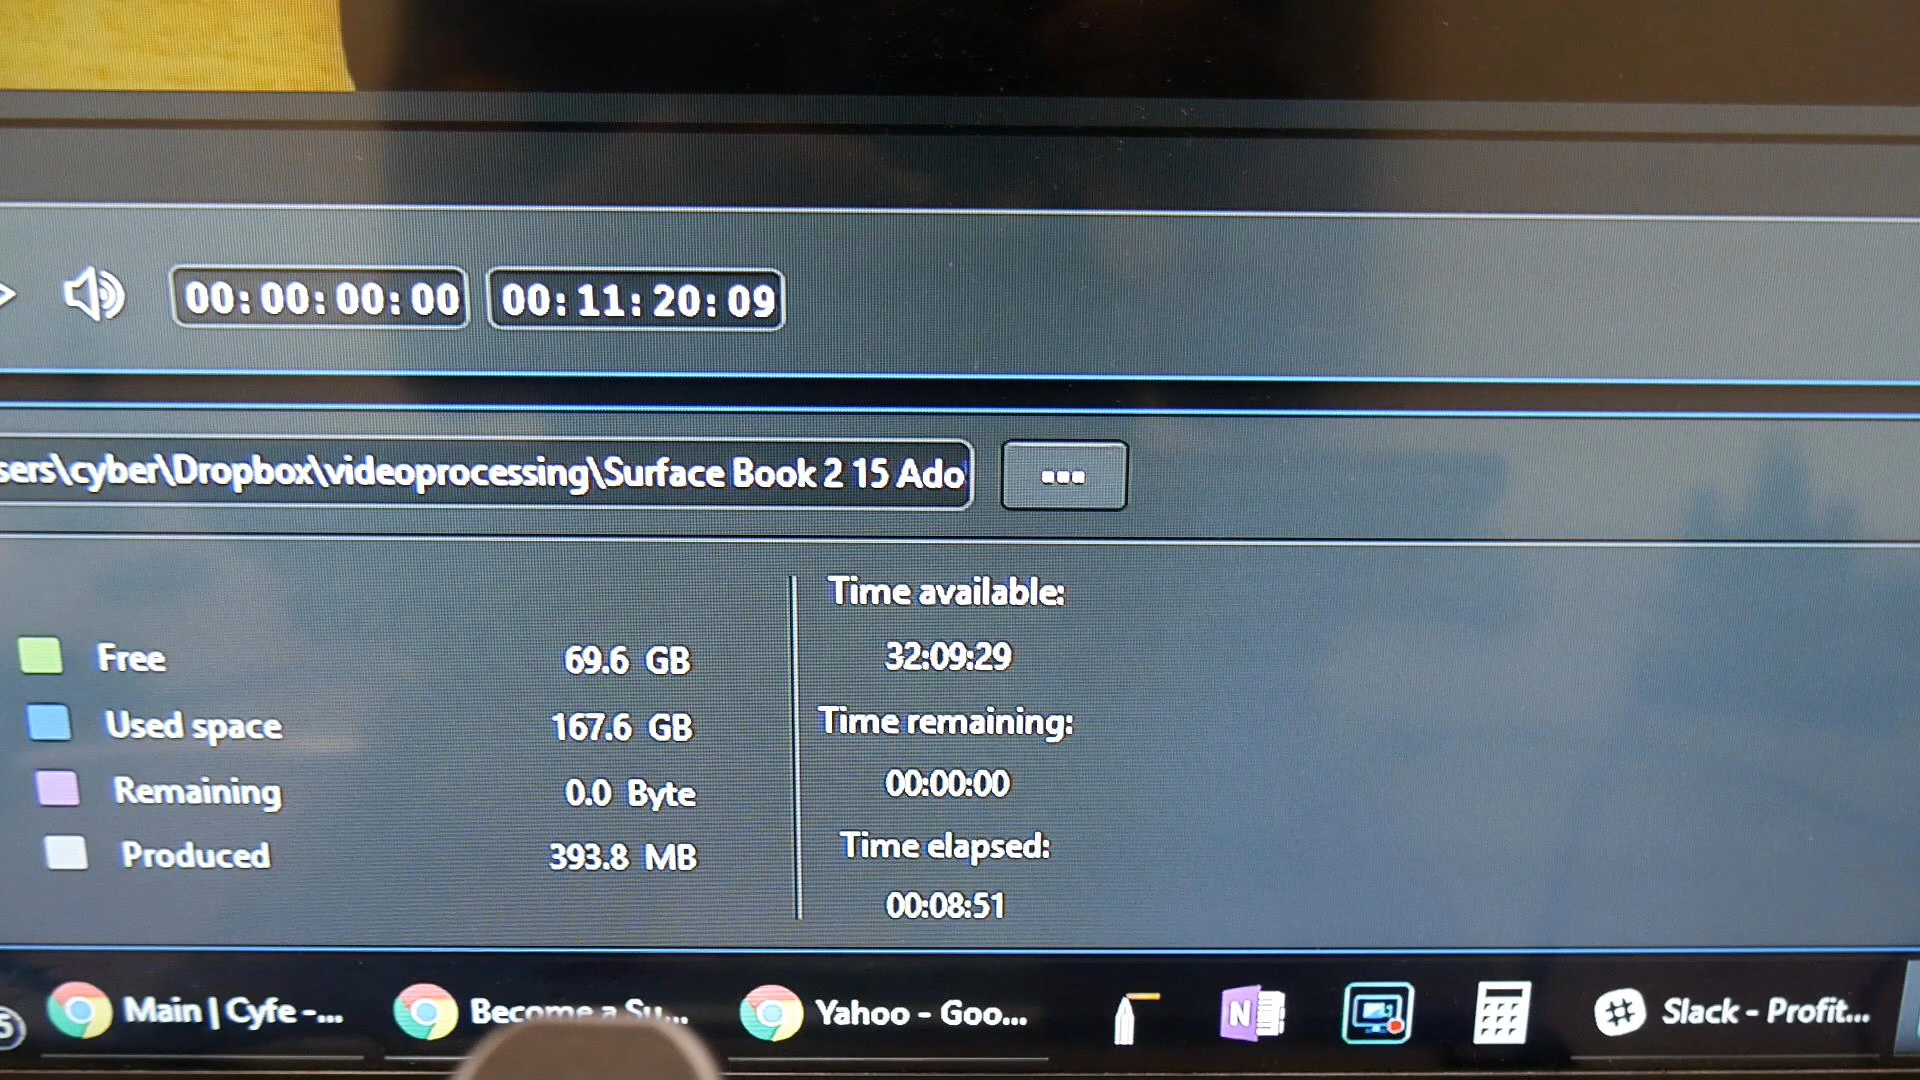 00:00:00:00 00:11:20:09
sers\cyber\Dropbox\videoprocessing\Surface Book 2 15 Ado ...
Time available:
Free 69.6 GB 32:09:29
Used space 167.6 GB Time remaining:
Remaining 0.0 Byte 00:00:00
Produced 393.8 MB Time elapsed:
00:08:51
Main | Cyfe -... Become a Su... Yahoo - Goo... N Slack - Profit...